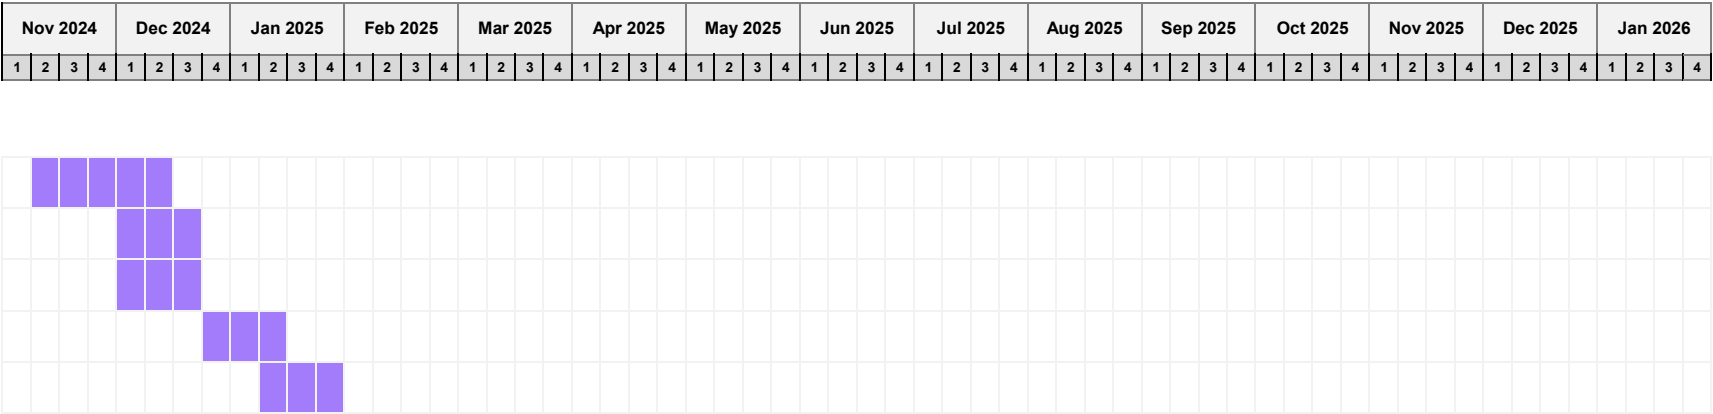 Nov 2024 Dec 2024 Jan 2025 Feb 2025 Mar 2025 Apr 2025 May 2025 Jun 2025 Jul 2025 Aug 2025 Sep 2025 Oct 2025 Nov 2025 Dec 2025 Jan 2026
1 2 3 4 1 2 3 4 1 2 3 4 1 2 3 4 1 2 3 4 1 2 3 4 1 2 3 4 1 2 3 4 1 2 3 4 1 2 3 4 1 2 3 4 1 2 3 4 1 2 3 4 1 2 3 4 1 2 3 4